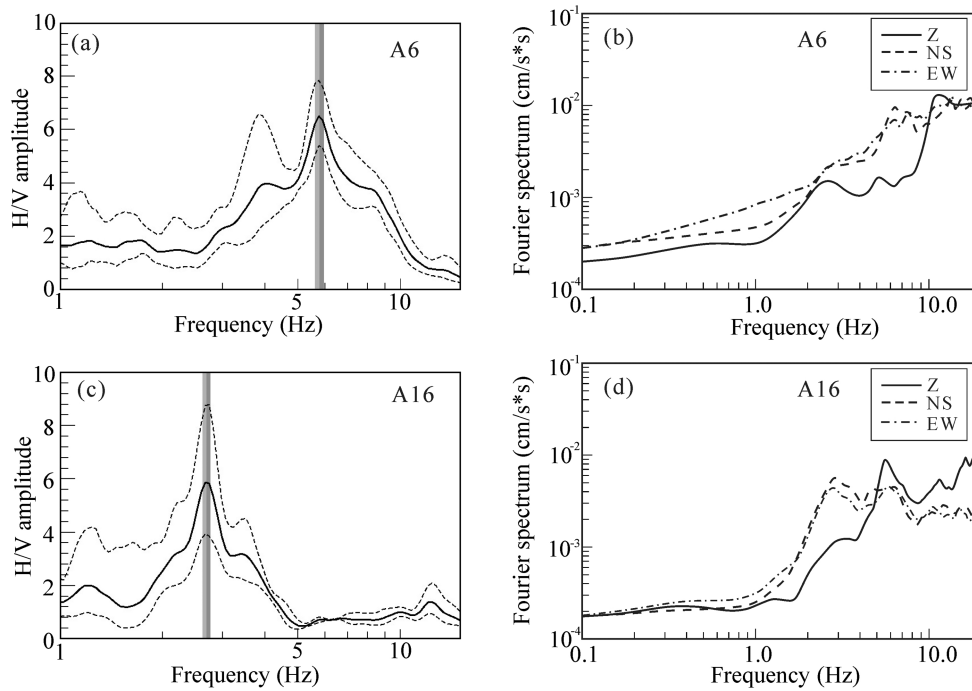 (a)
A6
H/V amplitude
10
8
6
4
2
0
1
5
10
Frequency (Hz)
(b)
A6
Z
NS
EW
Fourier spectrum (cm/s*s)
10-1
10-2
10-3
10-4
0.1
1.0
10.0
Frequency (Hz)
(c)
A16
H/V amplitude
10
8
6
4
2
0
1
5
10
Frequency (Hz)
(d)
A16
Z
NS
EW
Fourier spectrum (cm/s*s)
10-1
10-2
10-3
10-4
0.1
1.0
10.0
Frequency (Hz)